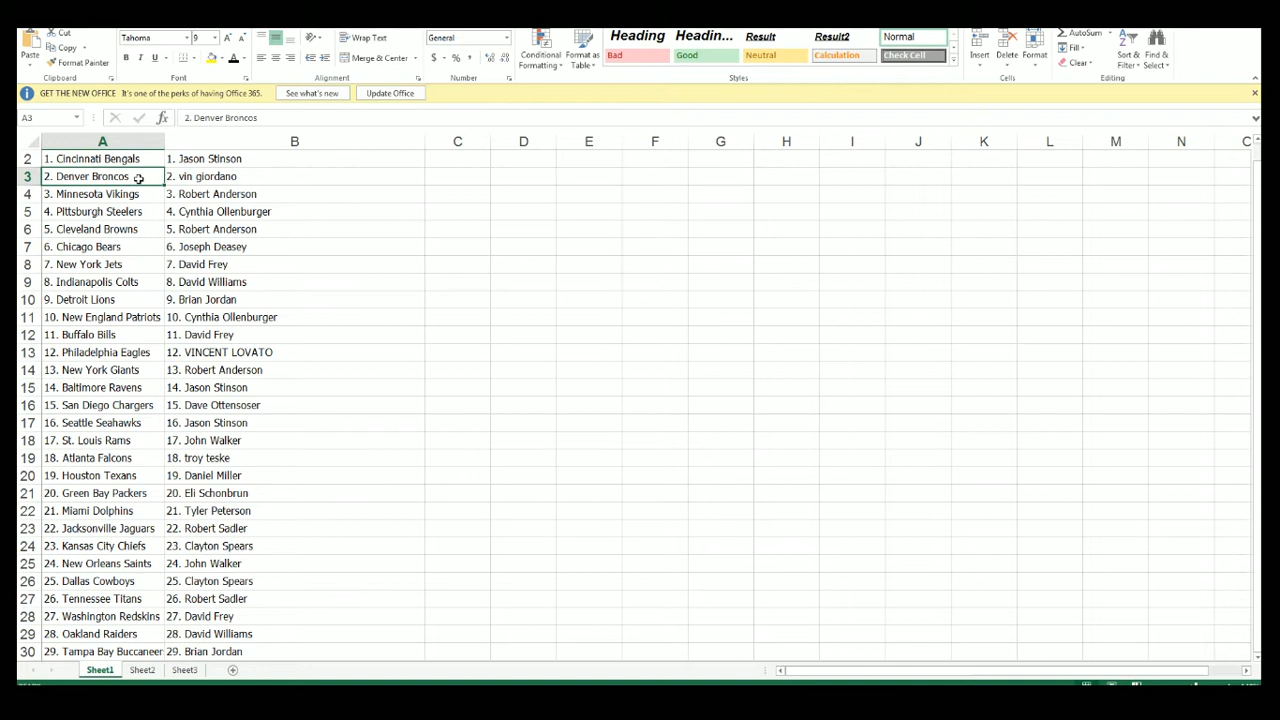 Cut Tahoma 9 A A Wrap Text General Heading Headin... Result Result2 Normal AutoSum
Paste Copy B I U A Merge & Center $ % , Conditional Formatting Format as Table Bad Good Neutral Calculation Check Cell Insert Delete Format Fill Sort & Filter Find & Select
Format Painter Clear
Clipboard Font Alignment Number Styles Cells Editing
GET THE NEW OFFICE It's one of the perks of having Office 365. See what's new Update Office
A3 fx 2. Denver Broncos
A B C D E F G H I J K L M N O
2 1. Cincinnati Bengals 1. Jason Stinson
3 2. Denver Broncos 2. vin giordano
4 3. Minnesota Vikings 3. Robert Anderson
5 4. Pittsburgh Steelers 4. Cynthia Ollenburger
6 5. Cleveland Browns 5. Robert Anderson
7 6. Chicago Bears 6. Joseph Deasey
8 7. New York Jets 7. David Frey
9 8. Indianapolis Colts 8. David Williams
10 9. Detroit Lions 9. Brian Jordan
11 10. New England Patriots 10. Cynthia Ollenburger
12 11. Buffalo Bills 11. David Frey
13 12. Philadelphia Eagles 12. VINCENT LOVATO
14 13. New York Giants 13. Robert Anderson
15 14. Baltimore Ravens 14. Jason Stinson
16 15. San Diego Chargers 15. Dave Ottensoser
17 16. Seattle Seahawks 16. Jason Stinson
18 17. St. Louis Rams 17. John Walker
19 18. Atlanta Falcons 18. troy teske
20 19. Houston Texans 19. Daniel Miller
21 20. Green Bay Packers 20. Eli Schonbrun
22 21. Miami Dolphins 21. Tyler Peterson
23 22. Jacksonville Jaguars 22. Robert Sadler
24 23. Kansas City Chiefs 23. Clayton Spears
25 24. New Orleans Saints 24. John Walker
26 25. Dallas Cowboys 25. Clayton Spears
27 26. Tennessee Titans 26. Robert Sadler
28 27. Washington Redskins 27. David Frey
29 28. Oakland Raiders 28. David Williams
30 29. Tampa Bay Buccaneer 29. Brian Jordan
Sheet1 Sheet2 Sheet3